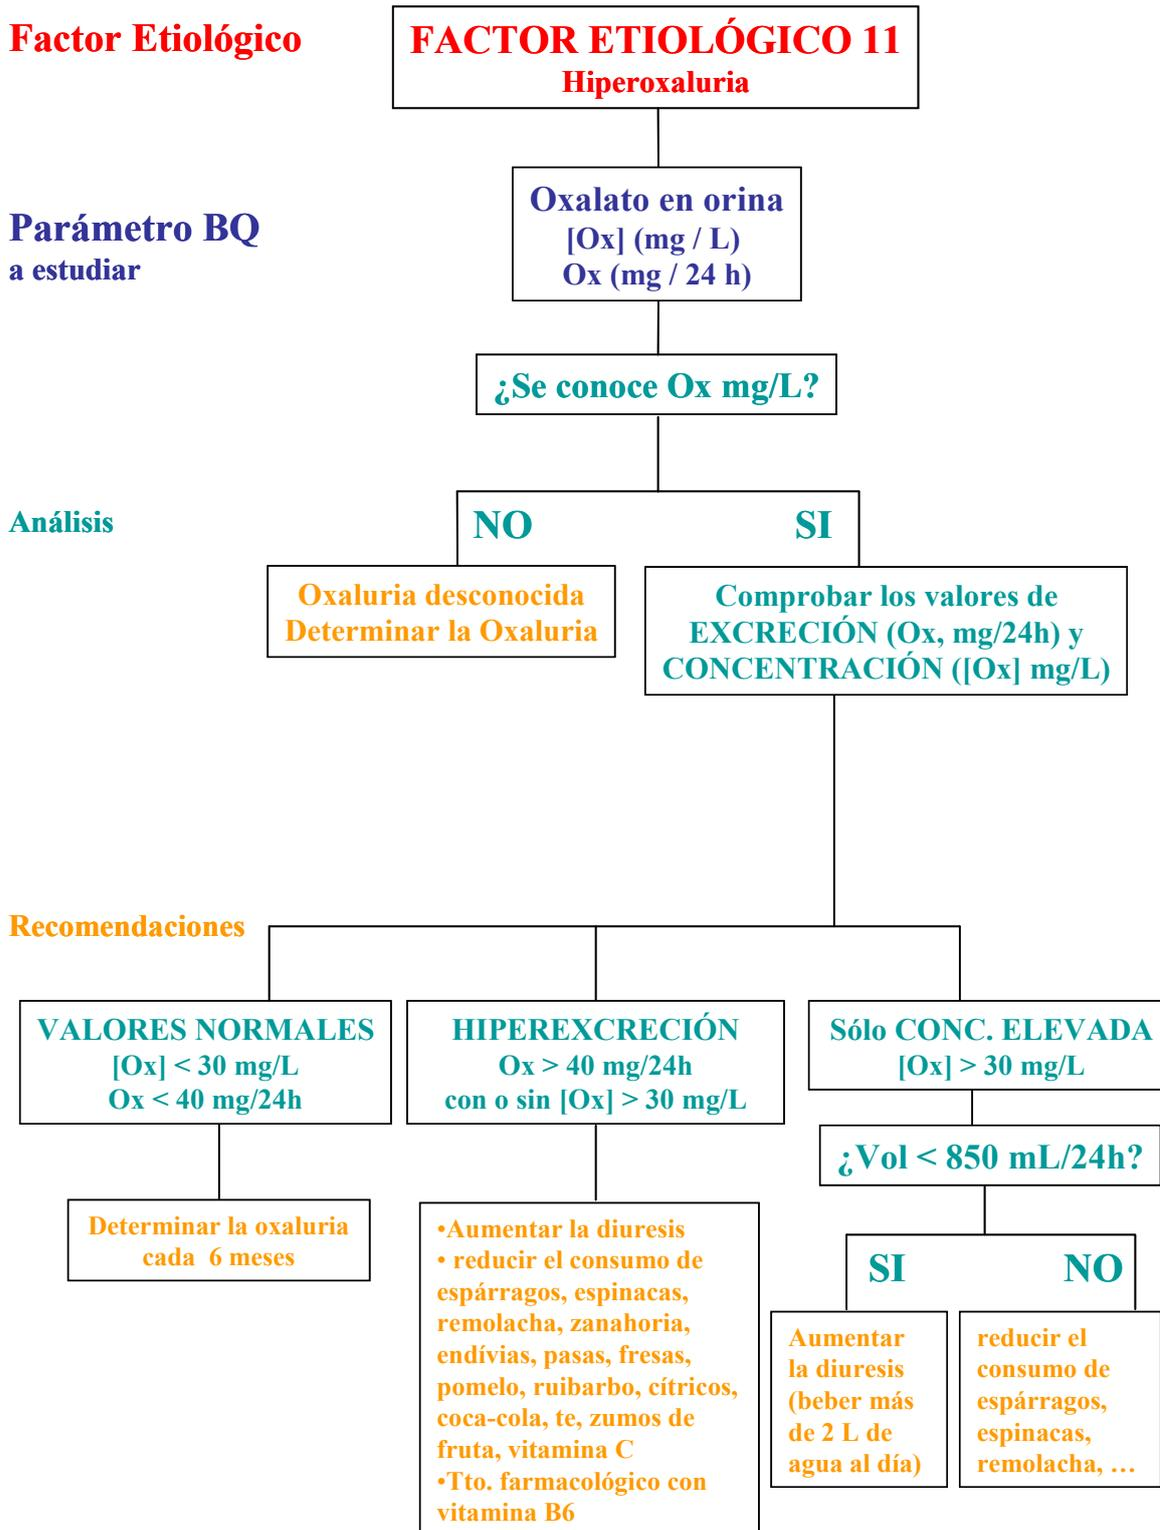 Factor Etiológico
FACTOR ETIOLÓGICO 11
Hiperoxaluria
Parámetro BQ
a estudiar
Oxalato en orina
[Ox] (mg / L)
Ox (mg / 24 h)
¿Se conoce Ox mg/L?
Análisis
NO
SI
Oxaluria desconocida
Determinar la Oxaluria
Comprobar los valores de
EXCRECIÓN (Ox, mg/24h) y
CONCENTRACIÓN ([Ox] mg/L)
Recomendaciones
VALORES NORMALES
[Ox] < 30 mg/L
Ox < 40 mg/24h
Determinar la oxaluria
cada 6 meses
HIPEREXCRECIÓN
Ox > 40 mg/24h
con o sin [Ox] > 30 mg/L
•Aumentar la diuresis
• reducir el consumo de
espárragos, espinacas,
remolacha, zanahoria,
endívias, pasas, fresas,
pomelo, ruibarbo, cítricos,
coca-cola, te, zumos de
fruta, vitamina C
•Tto. farmacológico con
vitamina B6
Sólo CONC. ELEVADA
[Ox] > 30 mg/L
¿Vol < 850 mL/24h?
SI
NO
Aumentar
la diuresis
(beber más
de 2 L de
agua al día)
reducir el
consumo de
espárragos,
espinacas,
remolacha, …